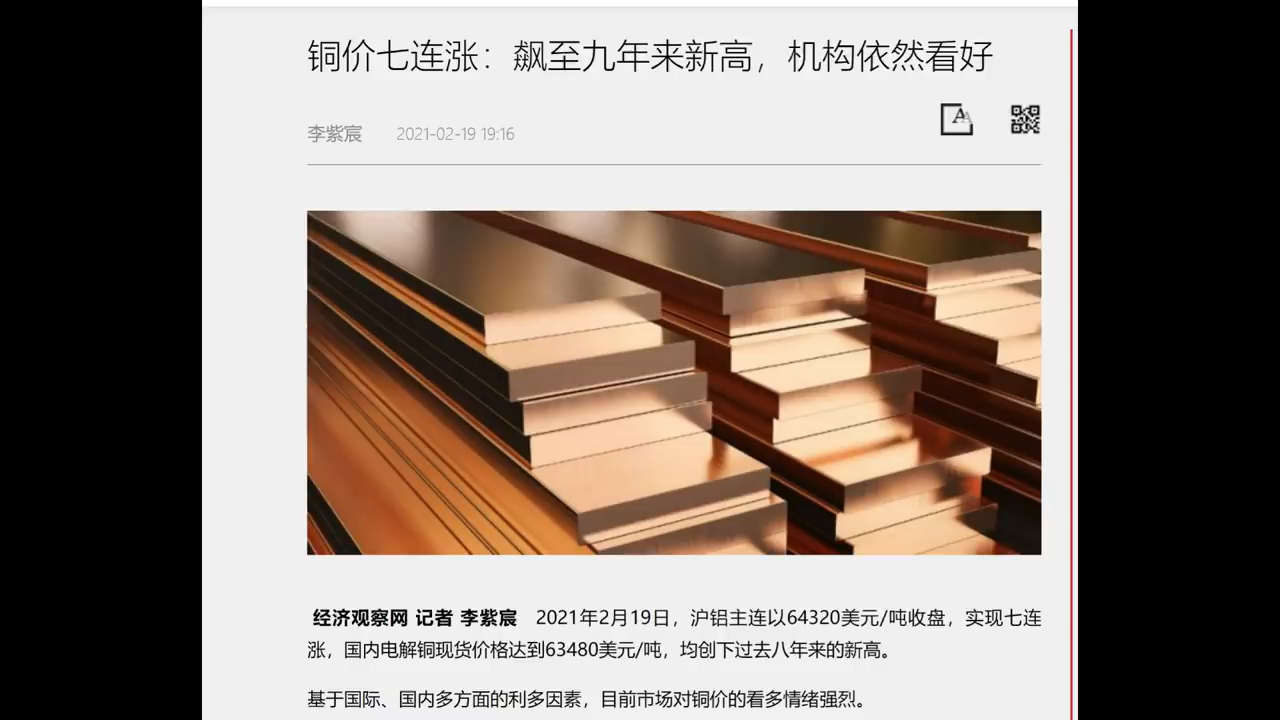 铜价七连涨：飙至九年来新高，机构依然看好
李紫宸 2021-02-19 19:16
经济观察网 记者 李紫宸 2021年2月19日，沪铝主连以64320美元/吨收盘，实现七连
涨，国内电解铜现货价格达到63480美元/吨，均创下过去八年来的新高。
基于国际、国内多方面的利多因素，目前市场对铜价的看多情绪强烈。